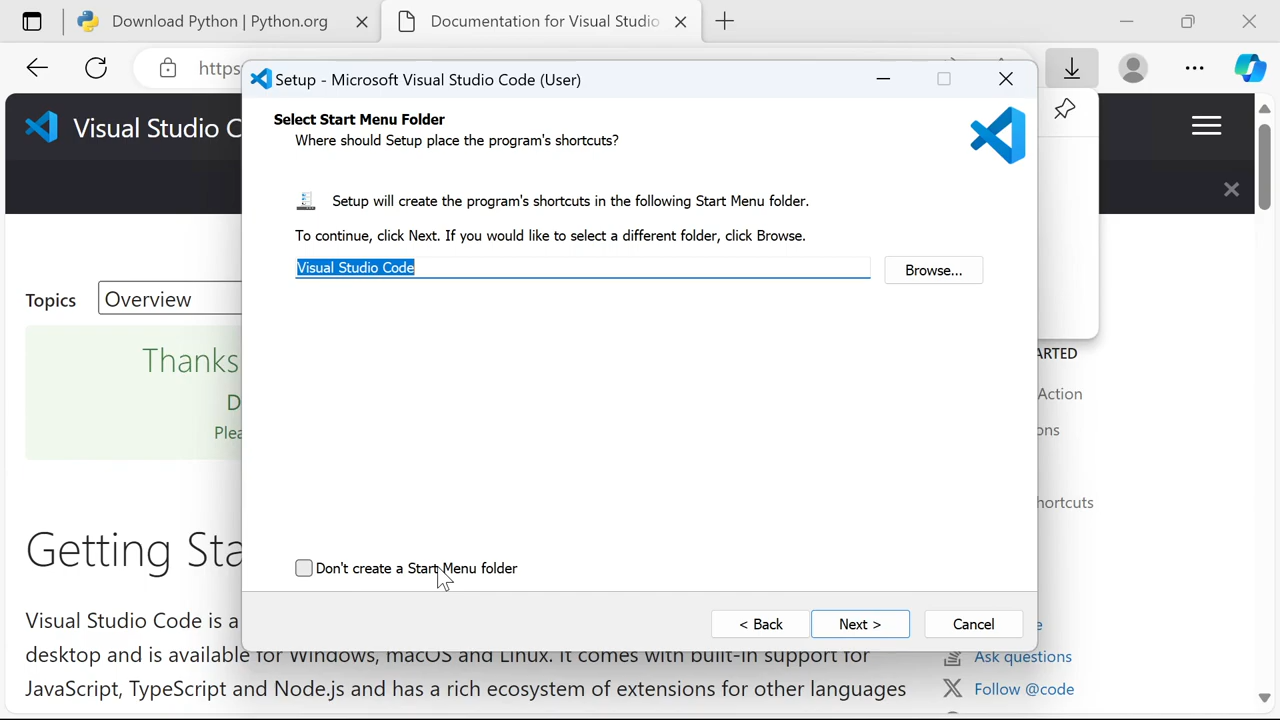 Download Python | Python.org
Documentation for Visual Studio
https
Setup - Microsoft Visual Studio Code (User)
Visual Studio C
Select Start Menu Folder
Where should Setup place the program's shortcuts?
Setup will create the program's shortcuts in the following Start Menu folder.
To continue, click Next. If you would like to select a different folder, click Browse.
Visual Studio Code
Browse...
Topics
Overview
Thanks
D
Plea
ARTED
Action
ons
hortcuts
Getting Sta
Don't create a Start Menu folder
< Back
Next >
Cancel
Visual Studio Code is a
e
desktop and is available for Windows, macOS and Linux. It comes with built-in support for
JavaScript, TypeScript and Node.js and has a rich ecosystem of extensions for other languages
Ask questions
Follow @code